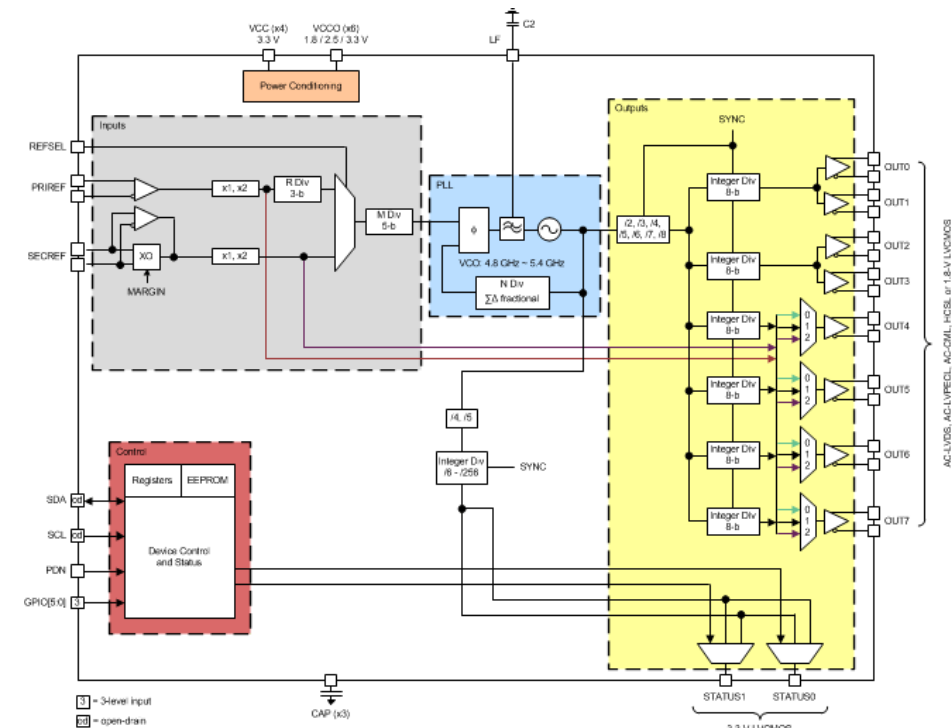 VCC (x4)
3.3 V
VCCO (x6)
1.8 / 2.5 / 3.3 V
C2
LF
Power Conditioning
Inputs
REFSEL
PRIREF
SECREF
x1, x2
R Div
3-b
x1, x2
XO
MARGIN
M Div
5-b
PLL
ϕ
VCO: 4.8 GHz ~ 5.4 GHz
N Div
∑Δ fractional
/4, /5
Integer Div
/6 - /256
SYNC
Outputs
SYNC
/2, /3, /4,
/5, /6, /7, /8
Integer Div
8-b
Integer Div
8-b
Integer Div
8-b
Integer Div
8-b
Integer Div
8-b
Integer Div
8-b
0
1
2
0
1
2
0
1
2
0
1
2
OUT0
OUT1
OUT2
OUT3
OUT4
OUT5
OUT6
OUT7
AC-LVDS, AC-LVPECL, AC-CML, HCSL or 1.8-V LVCMOS
Control
Registers
EEPROM
Device Control
and Status
SDA
od
SCL
od
PDN
GPIO[5:0]
3
CAP (x3)
STATUS1
STATUS0
3.3-V LVCMOS
3 = 3-level input
od = open-drain